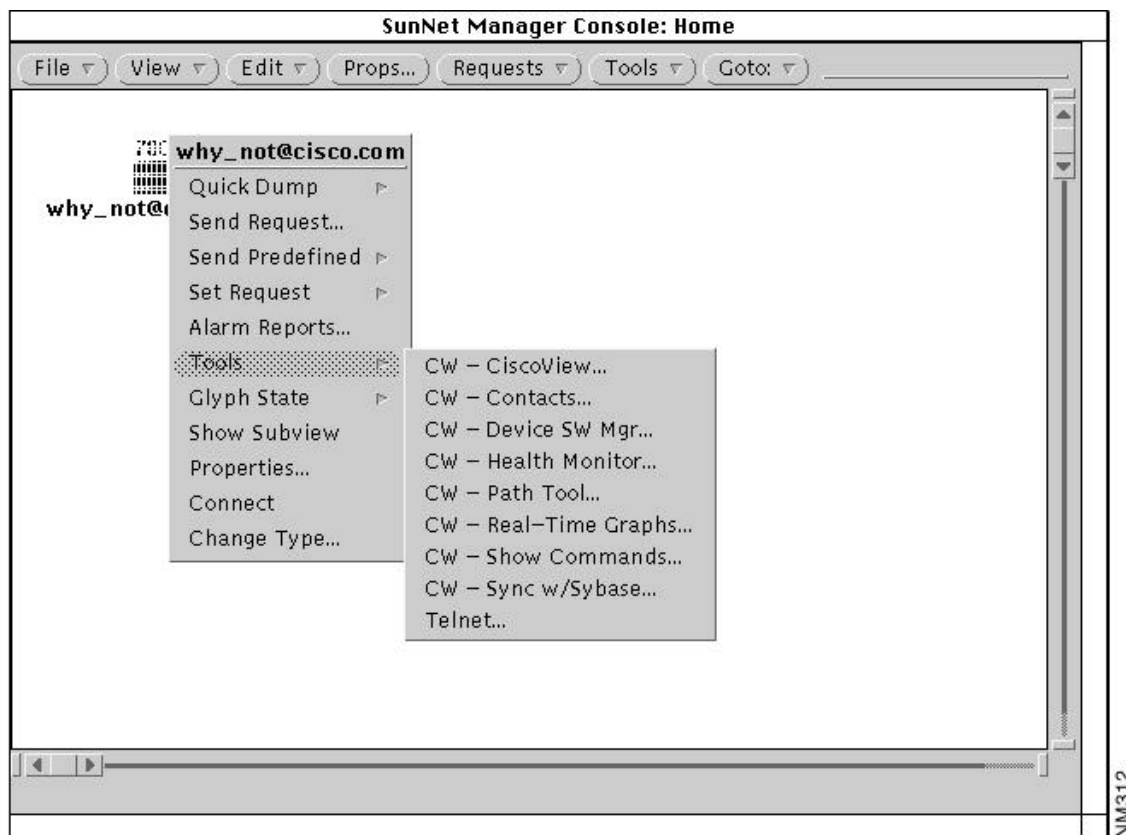 SunNet Manager Console: Home
File View Edit Props... Requests Tools Goto:
why_not@cisco.com
why_not@
Quick Dump
Send Request...
Send Predefined
Set Request
Alarm Reports...
Tools
Glyph State
Show Subview
Properties...
Connect
Change Type...
CW – CiscoView...
CW – Contacts...
CW – Device SW Mgr...
CW – Health Monitor...
CW – Path Tool...
CW – Real–Time Graphs...
CW – Show Commands...
CW – Sync w/Sybase...
Telnet...
NM312